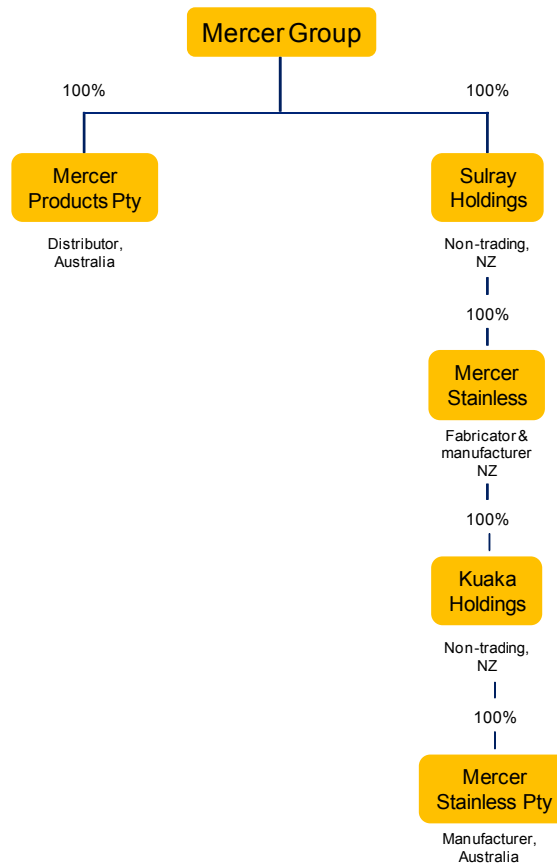 Mercer Group
100%
100%
Mercer
Products Pty
Distributor,
Australia
Sulray
Holdings
Non-trading,
NZ
100%
Mercer
Stainless
Fabricator &
manufacturer
NZ
100%
Kuaka
Holdings
Non-trading,
NZ
100%
Mercer
Stainless Pty
Manufacturer,
Australia